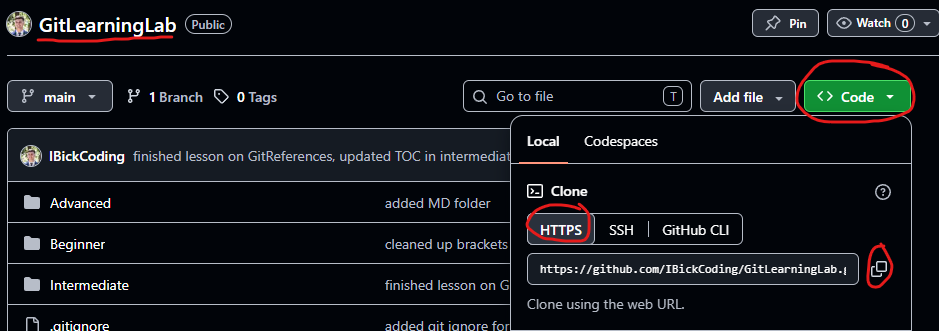 GitLearningLab Public Pin Watch 0
main 1 Branch 0 Tags Go to file T Add file <> Code
IBickCoding finished lesson on GitReferences, updated TOC in intermediat
Local Codespaces
Clone
Advanced added MD folder
HTTPS SSH GitHub CLI
Beginner cleaned up brackets
https://github.com/IBickCoding/GitLearningLab.g
Intermediate finished lesson on G
Clone using the web URL.
.gitignore added git ignore for